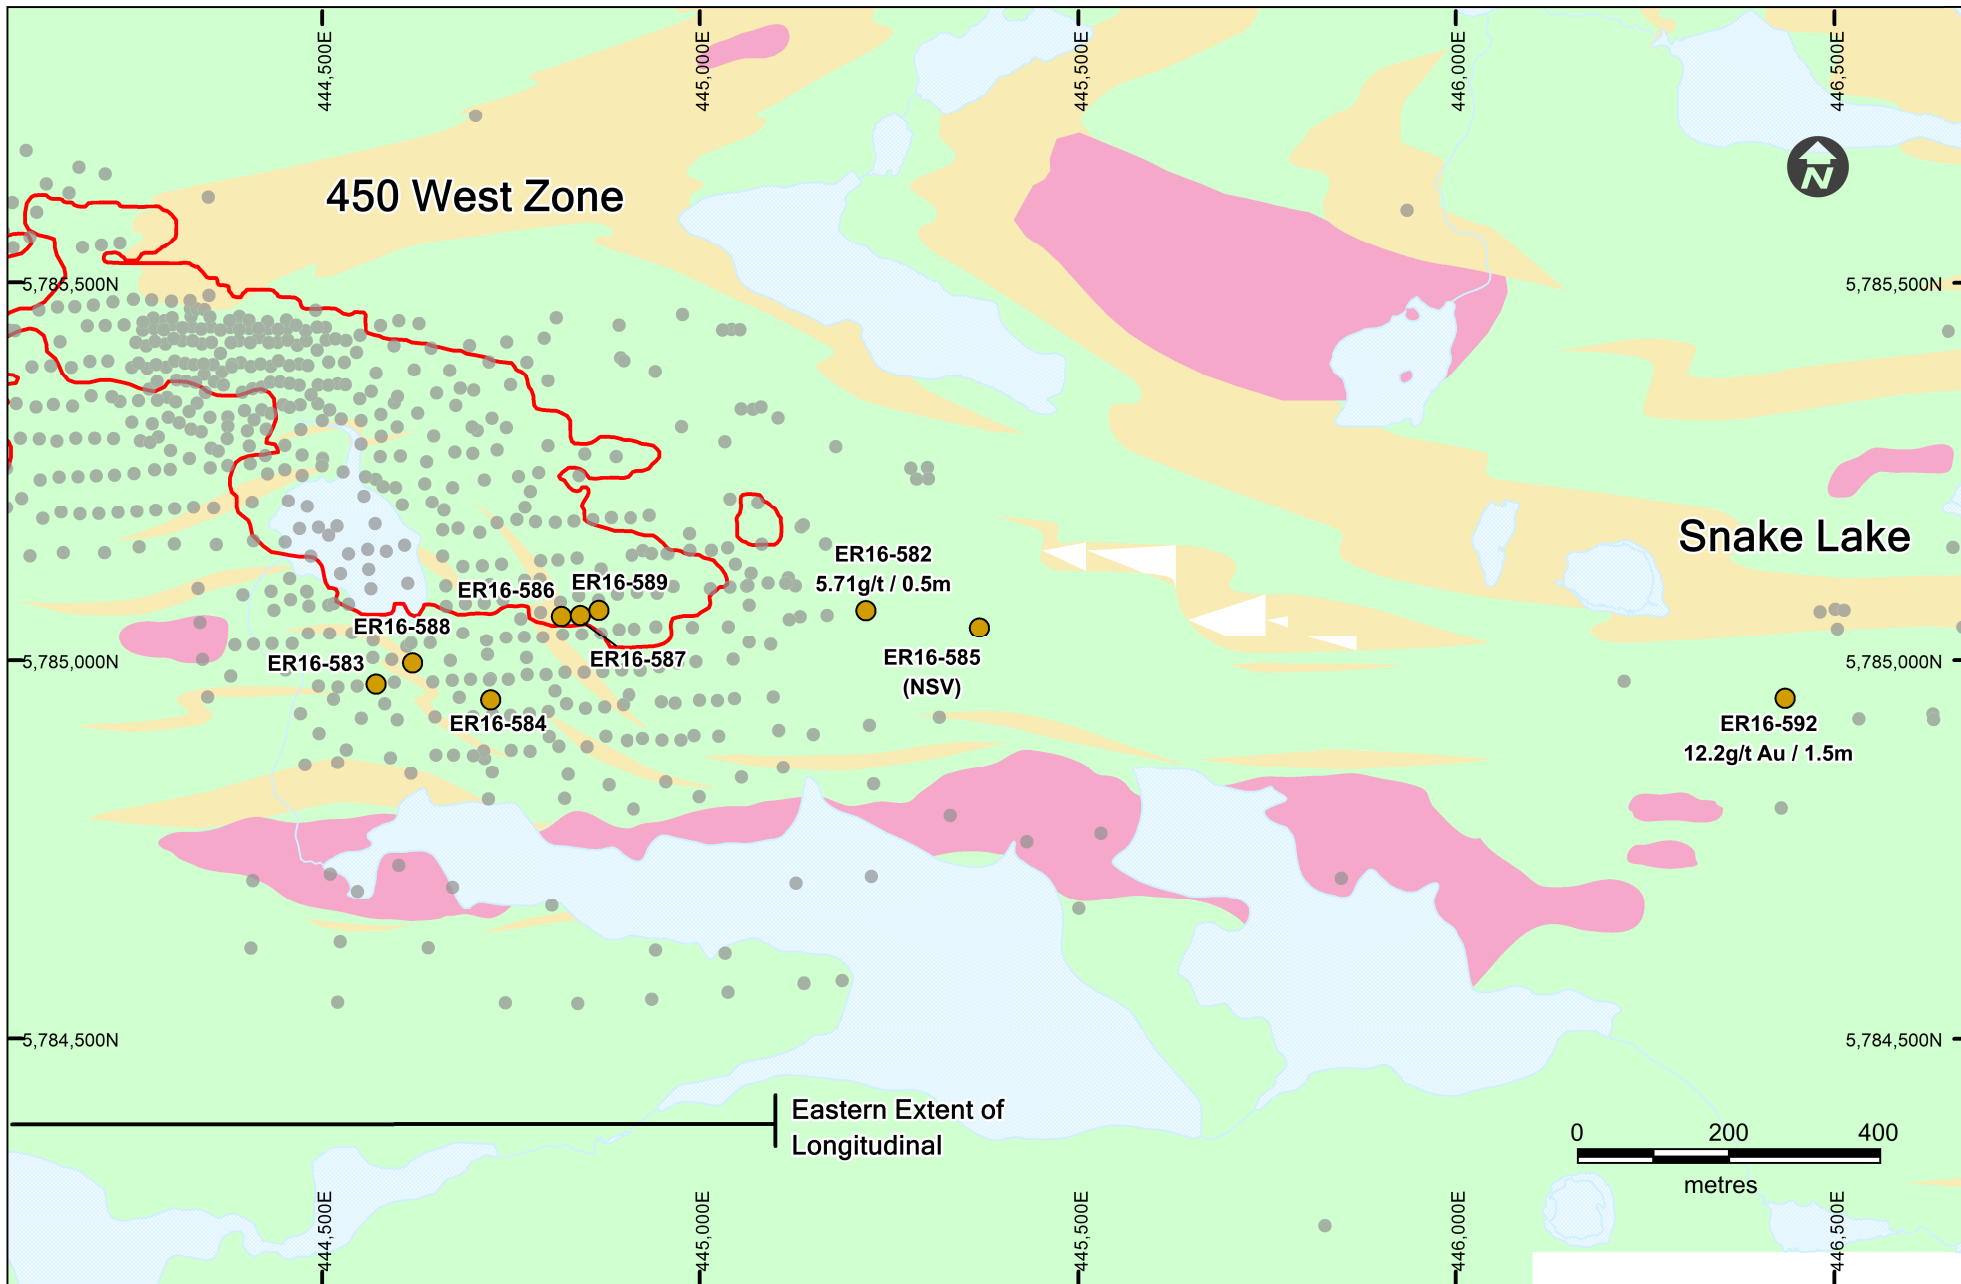 444,500E
445,000E
445,500E
446,000E
446,500E
N
450 West Zone
5,785,500N
5,785,500N
Snake Lake
ER16-582
5.71g/t / 0.5m
ER16-586
ER16-589
ER16-588
ER16-583
ER16-587
ER16-585
(NSV)
5,785,000N
5,785,000N
ER16-584
ER16-592
12.2g/t Au / 1.5m
5,784,500N
5,784,500N
Eastern Extent of
Longitudinal
0 200 400
metres
444,500E
445,000E
445,500E
446,000E
446,500E